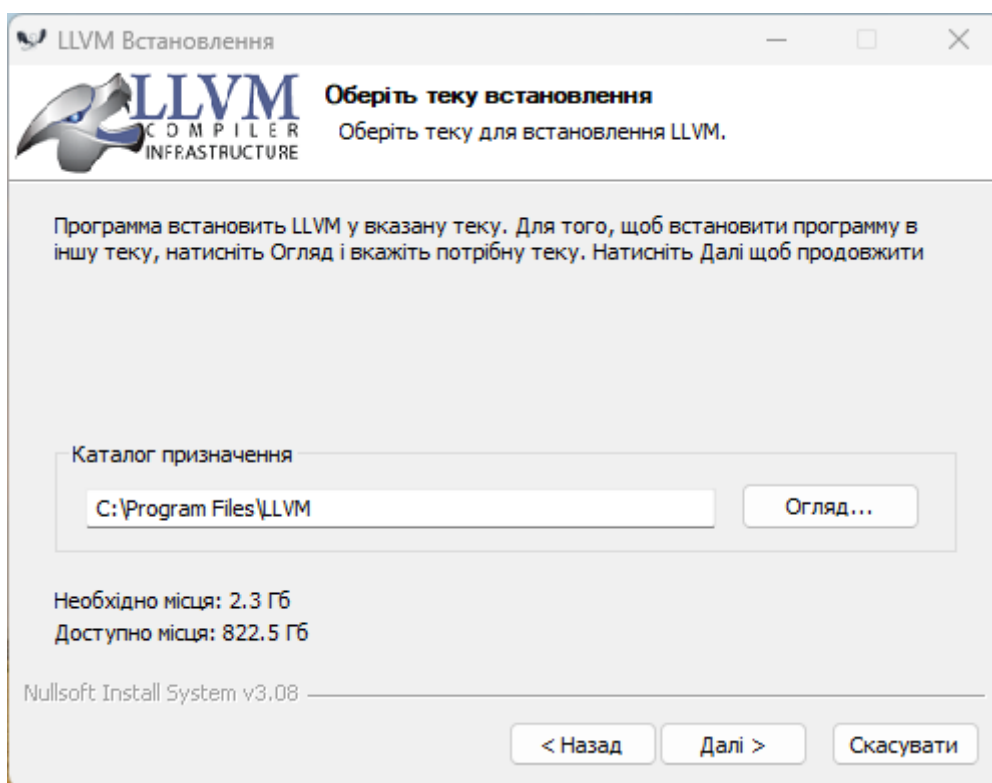 LLVM Встановлення
LLVM
COMPILER
INFRASTRUCTURE
Оберіть теку встановлення
Оберіть теку для встановлення LLVM.
Программа встановить LLVM у вказану теку. Для того, щоб встановити программу в
іншу теку, натисніть Огляд і вкажіть потрібну теку. Натисніть Далі щоб продовжити
Каталог призначення
C:\Program Files\LLVM
Огляд...
Необхідно місця: 2.3 Гб
Доступно місця: 822.5 Гб
Nullsoft Install System v3.08
< Назад
Далі >
Скасувати